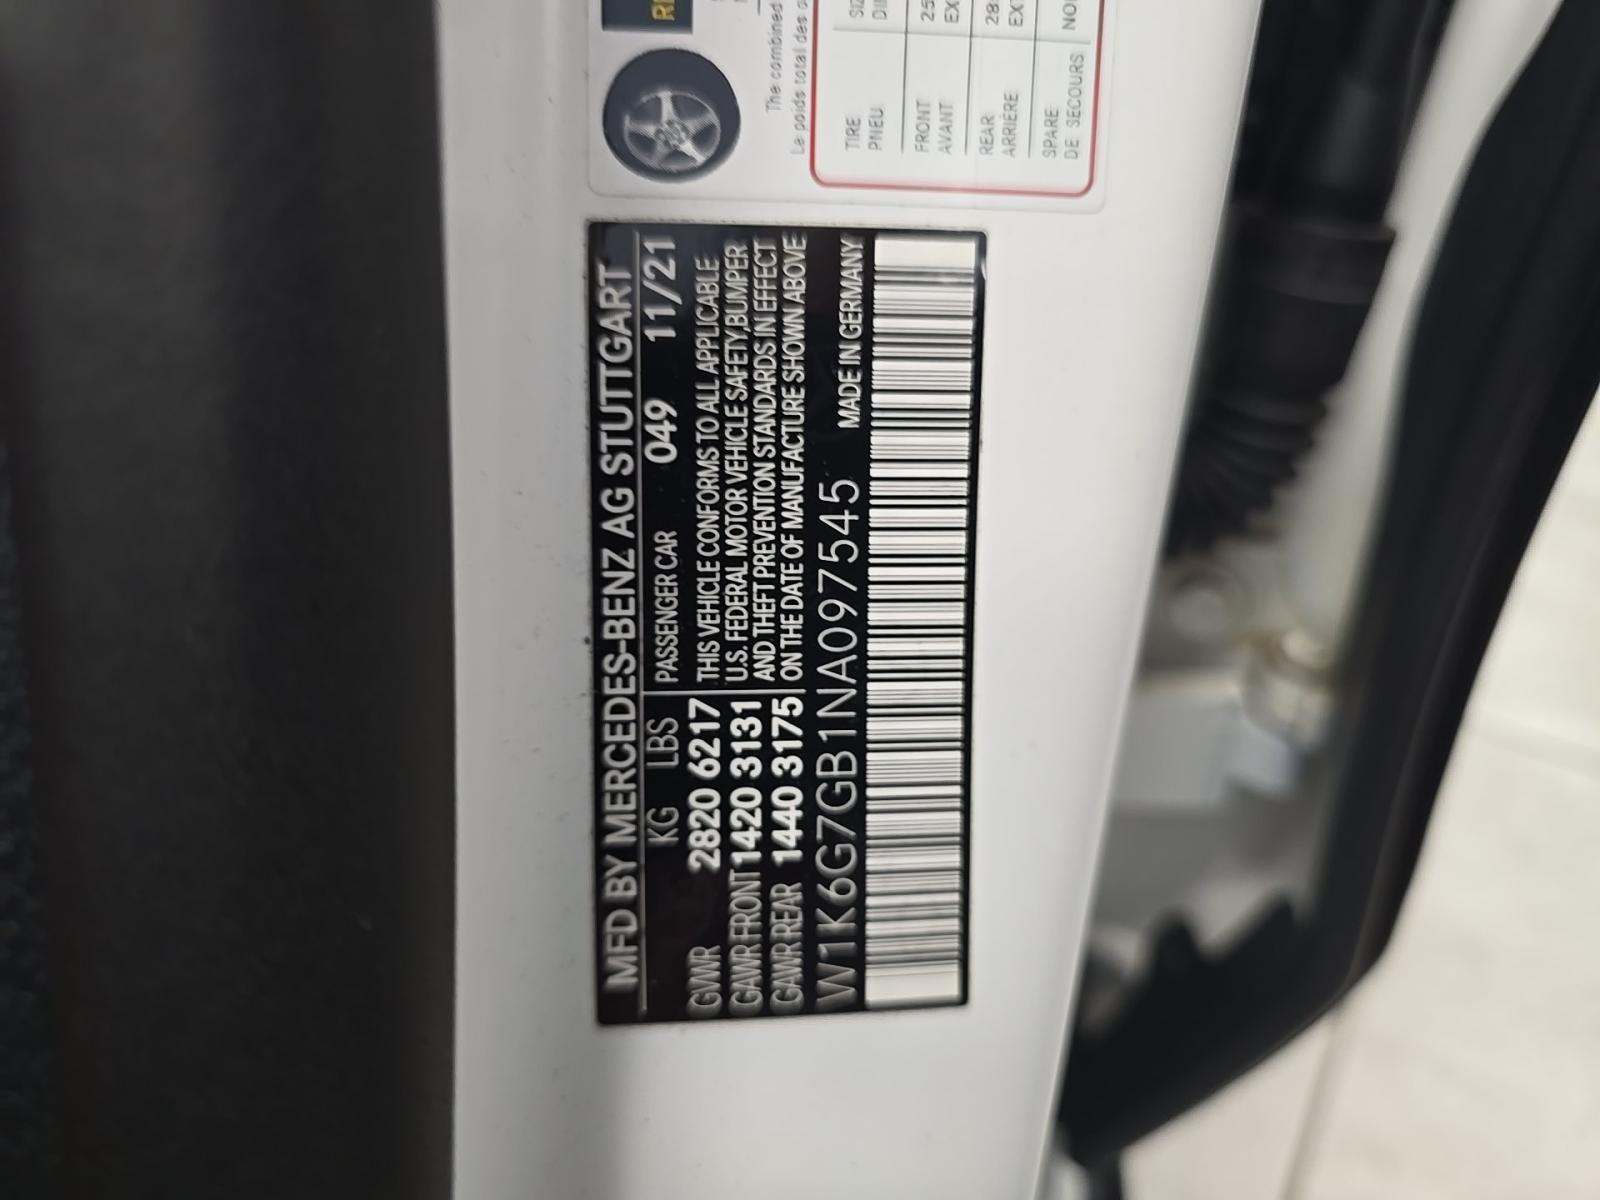 MFD BY MERCEDES-BENZ AG STUTTGART
KG LBS PASSENGER CAR 049 11/21
GVWR 2820 6217 THIS VEHICLE CONFORMS TO ALL APPLICABLE
GAWR FRONT 1420 3131 U.S. FEDERAL MOTOR VEHICLE SAFETY,BUMPER
GAWR REAR 1440 3175 AND THEFT PREVENTION STANDARDS IN EFFECT
ON THE DATE OF MANUFACTURE SHOWN ABOVE
W1K6G7GB1NA097545 MADE IN GERMANY
The combined
Le poids total des
TIRE
PNEU
FRONT
AVANT
REAR
ARRIÈRE
SPARE
DE SECOURS